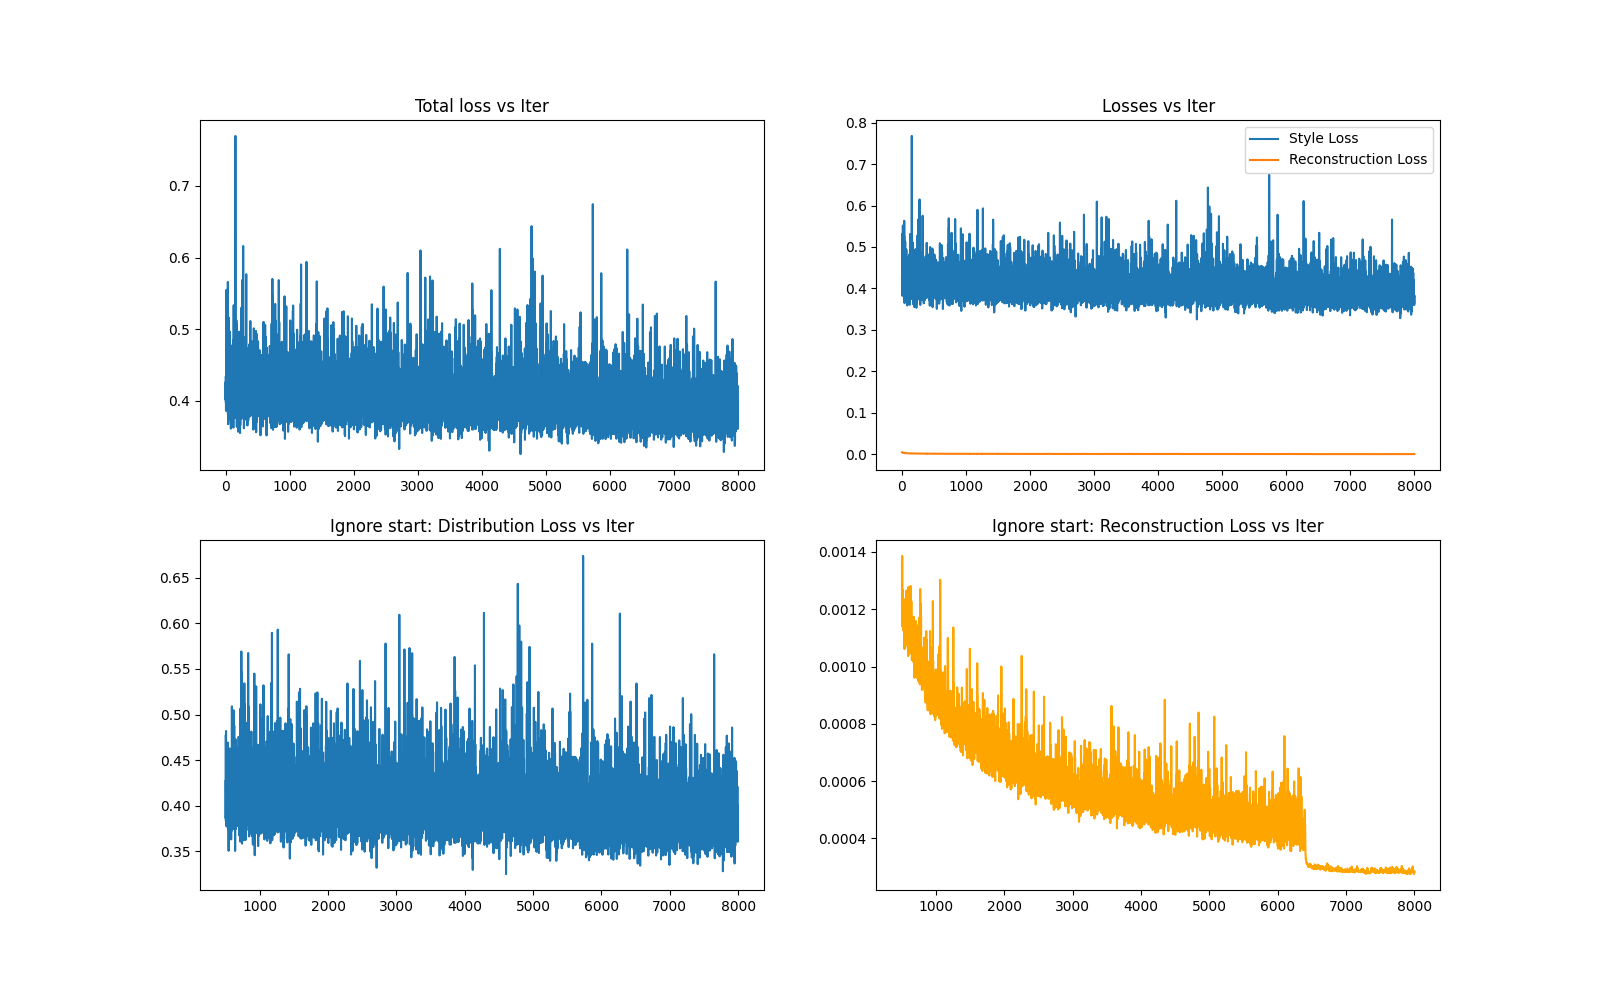 Total loss vs Iter
0.7
0.6
0.5
0.4
0 1000 2000 3000 4000 5000 6000 7000 8000
Losses vs Iter
0.8
0.7
0.6
0.5
0.4
0.3
0.2
0.1
0.0
Style Loss
Reconstruction Loss
0 1000 2000 3000 4000 5000 6000 7000 8000
Ignore start: Distribution Loss vs Iter
0.65
0.60
0.55
0.50
0.45
0.40
0.35
1000 2000 3000 4000 5000 6000 7000 8000
Ignore start: Reconstruction Loss vs Iter
0.0014
0.0012
0.0010
0.0008
0.0006
0.0004
1000 2000 3000 4000 5000 6000 7000 8000